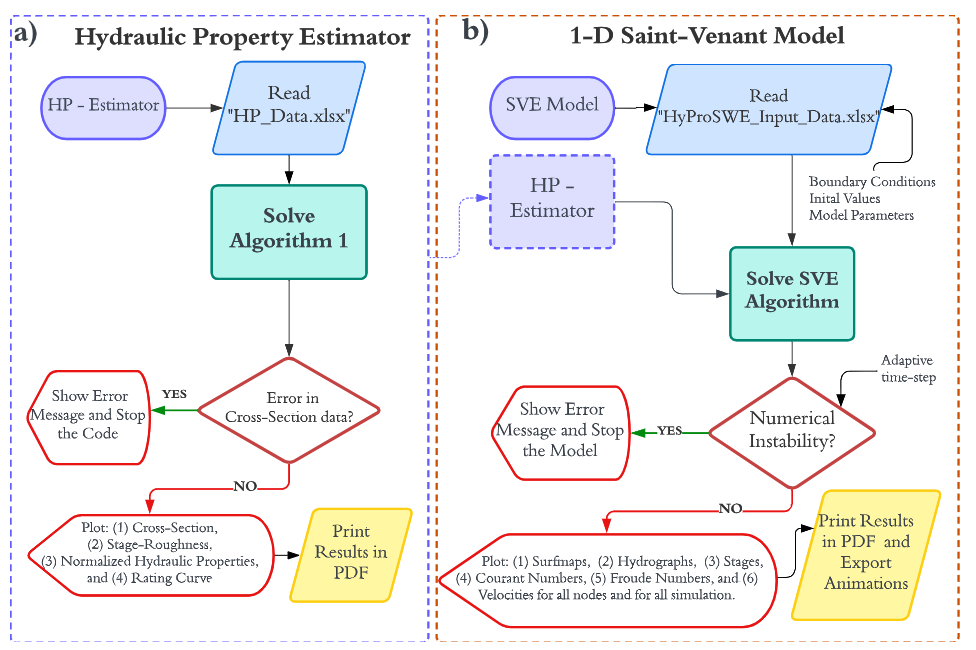 a)
Hydraulic Property Estimator
HP - Estimator
Read
"HP_Data.xlsx"
Solve
Algorithm 1
Error in
Cross-Section data?
YES
Show Error
Message and Stop
the Code
NO
Plot: (1) Cross-Section,
(2) Stage-Roughness,
(3) Normalized Hydraulic Properties,
and (4) Rating Curve
Print
Results in
PDF
b)
1-D Saint-Venant Model
SVE Model
Read
"HyProSWE_Input_Data.xlsx"
Boundary Conditions
Inital Values
Model Parameters
HP -
Estimator
Solve SVE
Algorithm
Adaptive
time-step
Numerical
Instability?
YES
Show Error
Message and Stop
the Model
NO
Plot: (1) Surfmaps, (2) Hydrographs, (3) Stages,
(4) Courant Numbers, (5) Froude Numbers, and (6)
Velocities for all nodes and for all simulation.
Print Results
in PDF and
Export
Animations